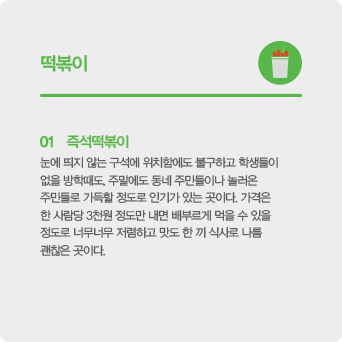 떡볶이
01 즉석떡볶이
눈에 띄지 않는 구석에 위치함에도 불구하고 학생들이
없을 방학때도, 주말에도 동네 주민들이나 놀러온
주민들로 가득할 정도로 인기가 있는 곳이다. 가격은
한 사람당 3천원 정도만 내면 배부르게 먹을 수 있을
정도로 너무너무 저렴하고 맛도 한 끼 식사로 나름
괜찮은 곳이다.